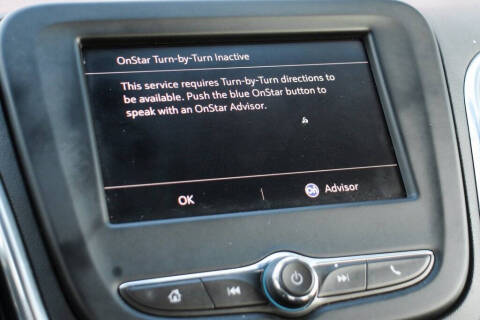 OnStar Turn-by-Turn Inactive
This service requires Turn-by-Turn directions to
be available. Push the blue OnStar button to
speak with an OnStar Advisor.
OK | On Advisor